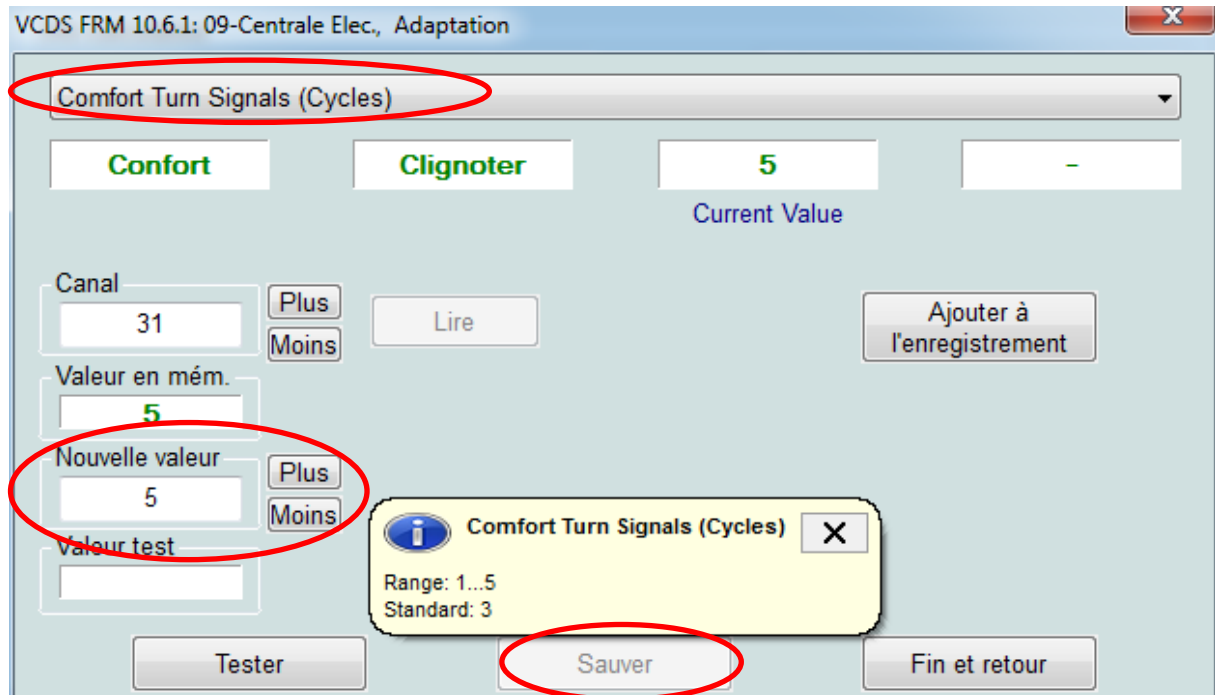 VCDS FRM 10.6.1: 09-Centrale Elec., Adaptation
X
Comfort Turn Signals (Cycles)
Confort
Clignoter
5
-
Current Value
Canal
31
Plus
Moins
Lire
Ajouter à
l'enregistrement
Valeur en mém.
5
Nouvelle valeur
5
Plus
Moins
Valeur test
Comfort Turn Signals (Cycles)
X
Range: 1...5
Standard: 3
Tester
Sauver
Fin et retour